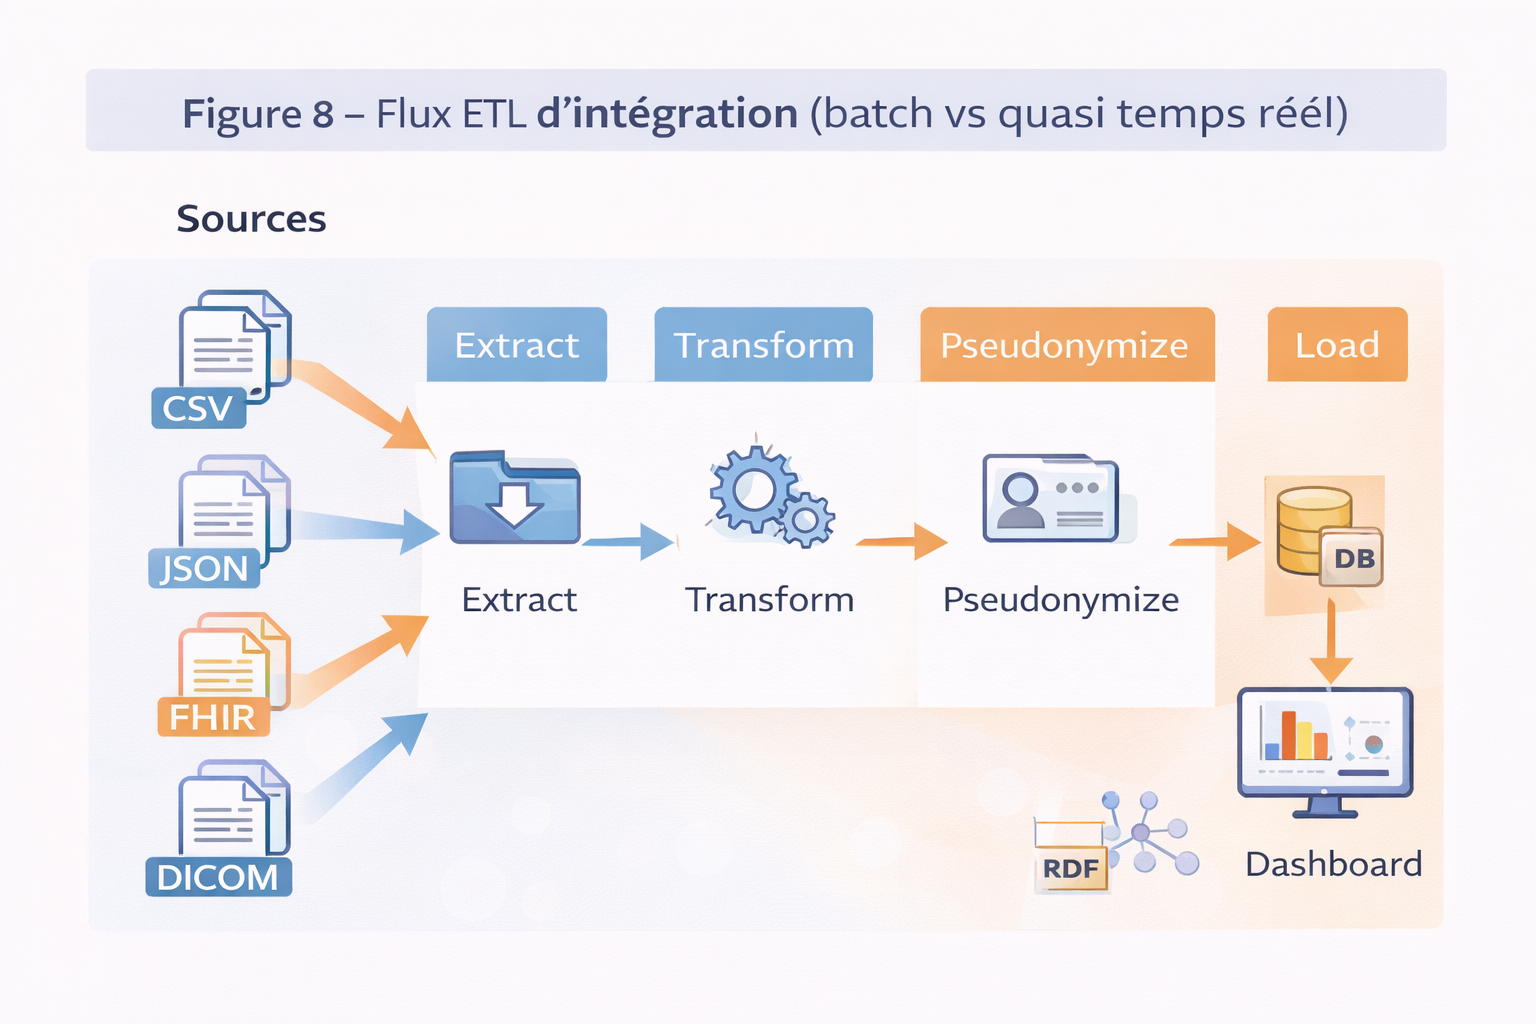 Figure 8 – Flux ETL d’intégration (batch vs quasi temps réél)
Sources
Extract
Transform
Pseudonymize
Load
CSV
JSON
FHIR
DICOM
Extract
Transform
Pseudonymize
DB
RDF
Dashboard